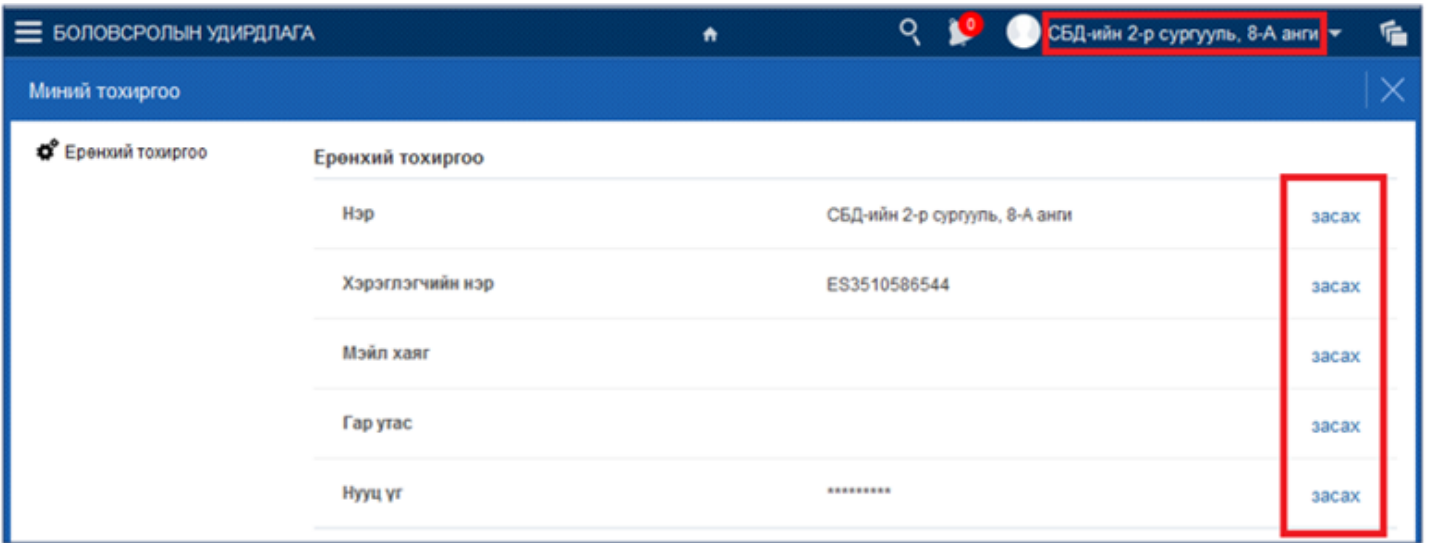 БОЛОВСРОЛЫН УДИРДЛАГА 0 СБД-ийн 2-р сургууль, 8-А анги
Миний тохиргоо
Ерөнхий тохиргоо Ерөнхий тохиргоо
Нэр СБД-ийн 2-р сургууль, 8-А анги засах
Хэрэглэгчийн нэр ES3510586544 засах
Мэйл хаяг засах
Гар утас засах
Нууц үг ********* засах